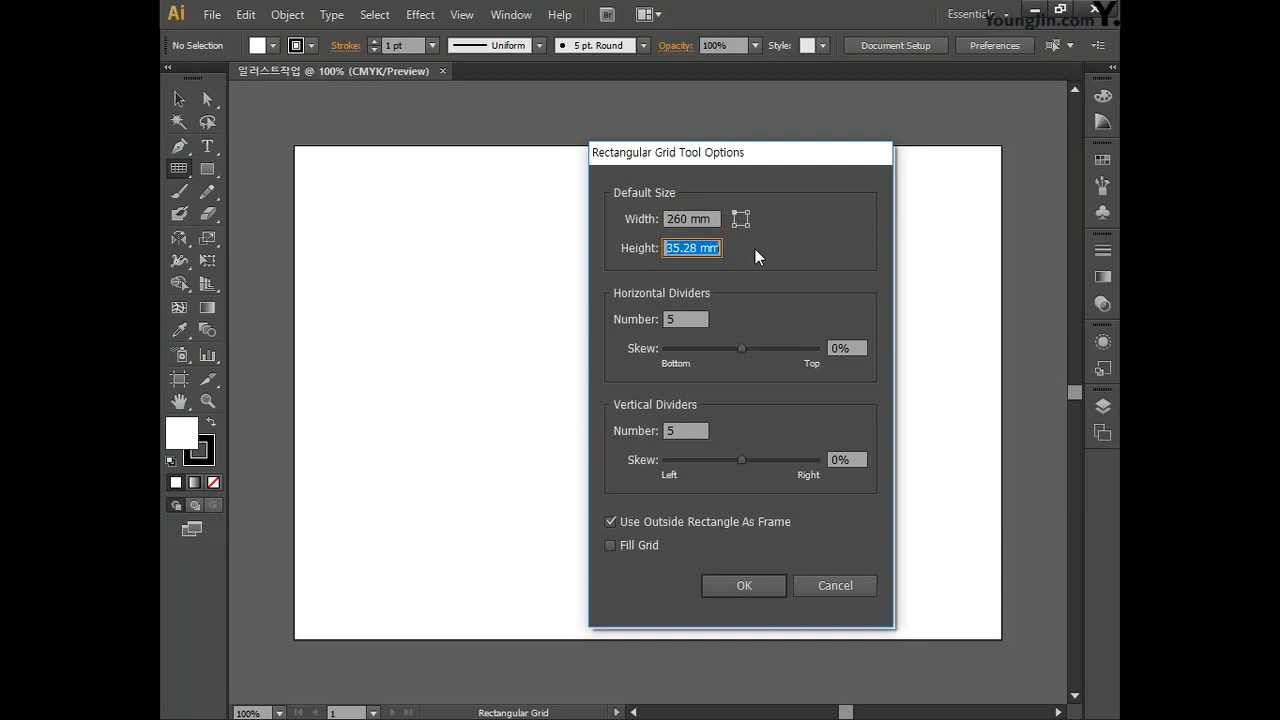 Ai File Edit Object Type Select Effect View Window Help Br Essentials
YoungJin.com Y.
No Selection Stroke: 1 pt Uniform 5 pt. Round Opacity: 100% Style: Document Setup Preferences
일러스트작업 @ 100% (CMYK/Preview) ×
Rectangular Grid Tool Options
Default Size
Width: 260 mm
Height: 35.28 mm
Horizontal Dividers
Number: 5
Skew: 0%
Bottom Top
Vertical Dividers
Number: 5
Skew: 0%
Left Right
Use Outside Rectangle As Frame
Fill Grid
OK Cancel
100% 1 Rectangular Grid